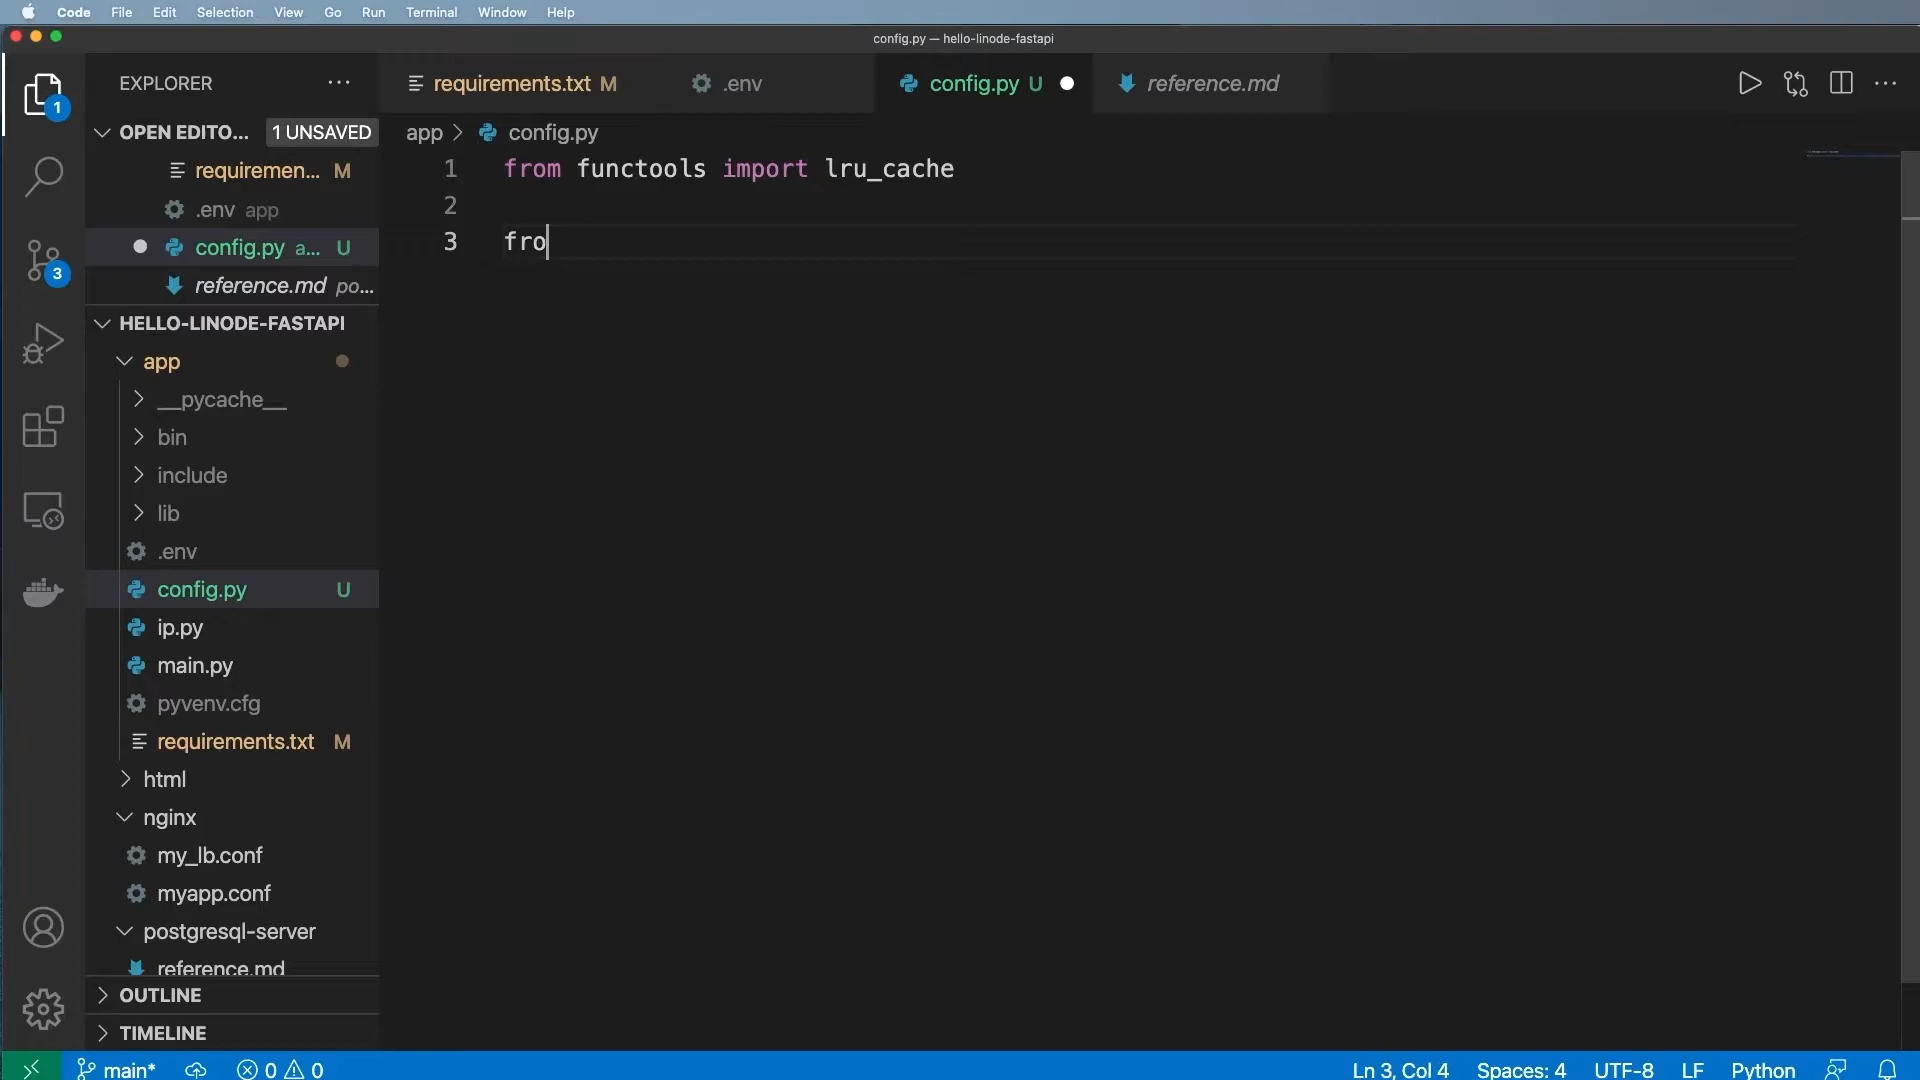 Code File Edit Selection View Go Run Terminal Window Help
config.py — hello-linode-fastapi
EXPLORER ···
requirements.txt M
.env
config.py U
reference.md
OPEN EDITO... 1 UNSAVED
requiremen... M
.env app
config.py a... U
reference.md po...
HELLO-LINODE-FASTAPI
app
__pycache__
bin
include
lib
.env
config.py U
ip.py
main.py
pyvenv.cfg
requirements.txt M
html
nginx
my_lb.conf
myapp.conf
postgresql-server
reference.md
OUTLINE
TIMELINE
app > config.py
1 from functools import lru_cache
2
3 fro
1
3
main* 0 0 Ln 3, Col 4 Spaces: 4 UTF-8 LF Python